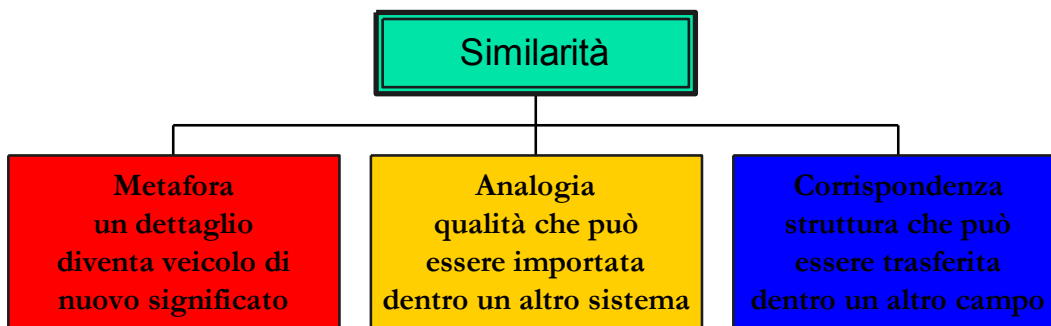 Similarità
Metafora
un dettaglio
diventa veicolo di
nuovo significato
Analogia
qualità che può
essere importata
dentro un altro sistema
Corrispondenza
struttura che può
essere trasferita
dentro un altro campo